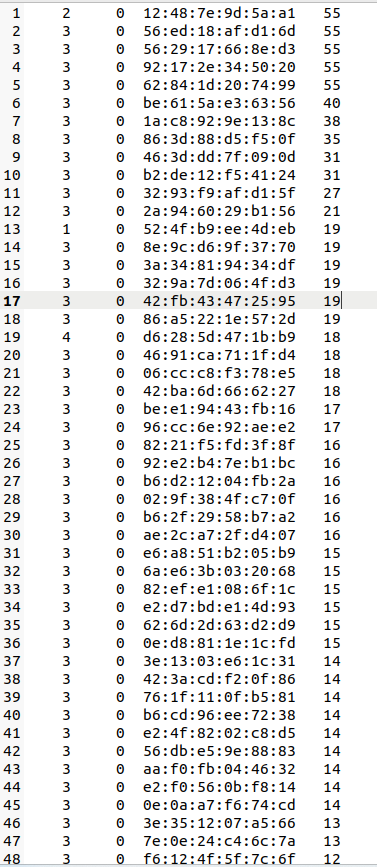 1 2 0 12:48:7e:9d:5a:a1 55
2 3 0 56:ed:18:af:d1:6d 55
3 3 0 56:29:17:66:8e:d3 55
4 3 0 92:17:2e:34:50:20 55
5 3 0 62:84:1d:20:74:99 55
6 3 0 be:61:5a:e3:63:56 40
7 3 0 1a:c8:92:9e:13:8c 38
8 3 0 86:3d:88:d5:f5:0f 35
9 3 0 46:3d:dd:7f:09:0d 31
10 3 0 b2:de:12:f5:41:24 31
11 3 0 32:93:f9:af:d1:5f 27
12 3 0 2a:94:60:29:b1:56 21
13 1 0 52:4f:b9:ee:4d:eb 19
14 3 0 8e:9c:d6:9f:37:70 19
15 3 0 3a:34:81:94:34:df 19
16 3 0 32:9a:7d:06:4f:d3 19
17 3 0 42:fb:43:47:25:95 19
18 3 0 86:a5:22:1e:57:2d 19
19 4 0 d6:28:5d:47:1b:b9 18
20 3 0 46:91:ca:71:1f:d4 18
21 3 0 06:cc:c8:f3:78:e5 18
22 3 0 42:ba:6d:66:62:27 18
23 3 0 be:e1:94:43:fb:16 17
24 3 0 96:cc:6e:92:ae:e2 17
25 3 0 82:21:f5:fd:3f:8f 16
26 3 0 92:e2:b4:7e:b1:bc 16
27 3 0 b6:d2:12:04:fb:2a 16
28 3 0 02:9f:38:4f:c7:0f 16
29 3 0 b6:2f:29:58:b7:a2 16
30 3 0 ae:2c:a7:2f:d4:07 16
31 3 0 e6:a8:51:b2:05:b9 15
32 3 0 6a:e6:3b:03:20:68 15
33 3 0 82:ef:e1:08:6f:1c 15
34 3 0 e2:d7:bd:e1:4d:93 15
35 3 0 62:6d:2d:63:d2:d9 15
36 3 0 0e:d8:81:1e:1c:fd 15
37 3 0 3e:13:03:e6:1c:31 14
38 3 0 42:3a:cd:f2:0f:86 14
39 3 0 76:1f:11:0f:b5:81 14
40 3 0 b6:cd:96:ee:72:38 14
41 3 0 e2:4f:82:02:c8:d5 14
42 3 0 56:db:e5:9e:88:83 14
43 3 0 aa:f0:fb:04:46:32 14
44 3 0 e2:f0:56:0b:f8:14 14
45 3 0 0e:0a:a7:f6:74:cd 14
46 3 0 3e:35:12:07:a5:66 13
47 3 0 7e:0e:24:c4:6c:7a 13
48 3 0 f6:12:4f:5f:7c:6f 12